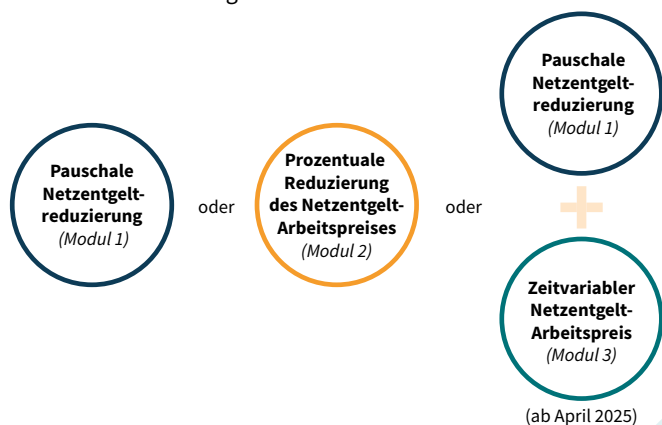 Pauschale
Netzentgelt-
reduzierung
(Modul 1)
oder
Prozentuale
Reduzierung
des Netzentgelt-
Arbeitspreises
(Modul 2)
oder
Pauschale
Netzentgelt-
reduzierung
(Modul 1)
+
Zeitvariabler
Netzentgelt-
Arbeitspreis
(Modul 3)
(ab April 2025)